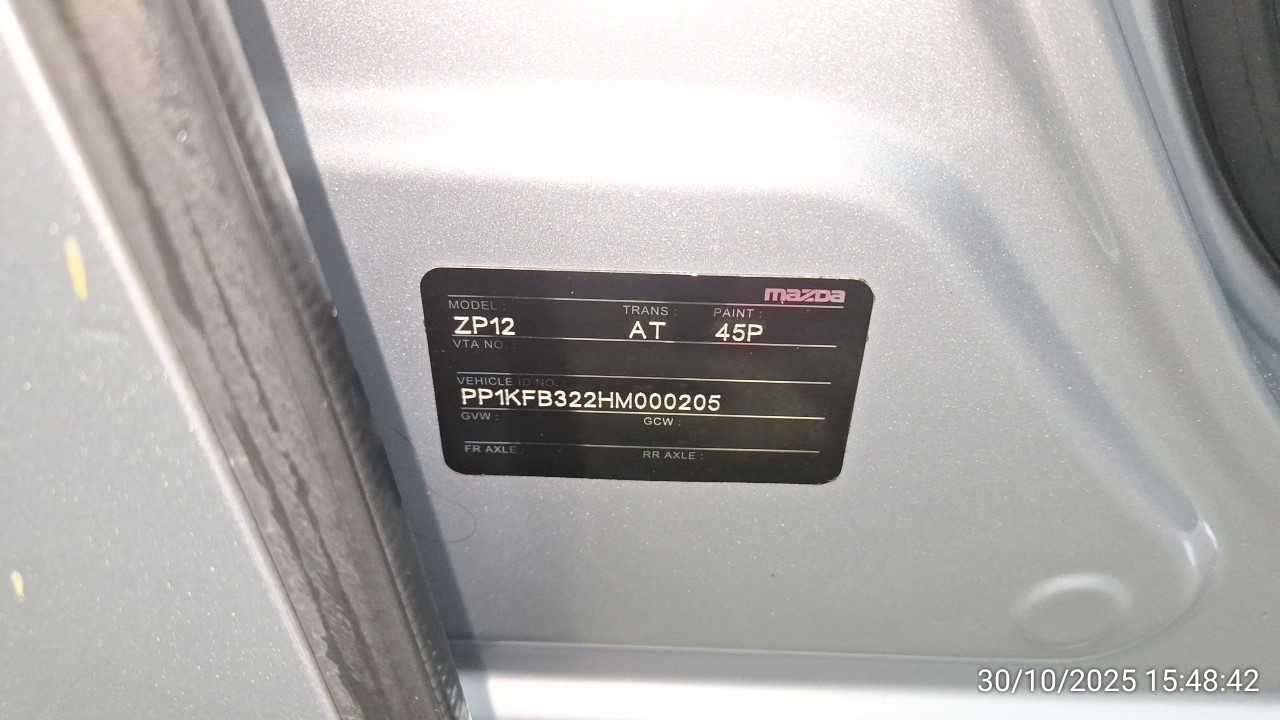 mazda
MODEL : TRANS : PAINT :
ZP12 AT 45P
VTA NO
VEHICLE ID NO. :
PP1KFB322HM000205
GVW : GCW :
FR AXLE RR AXLE :
30/10/2025 15:48:42